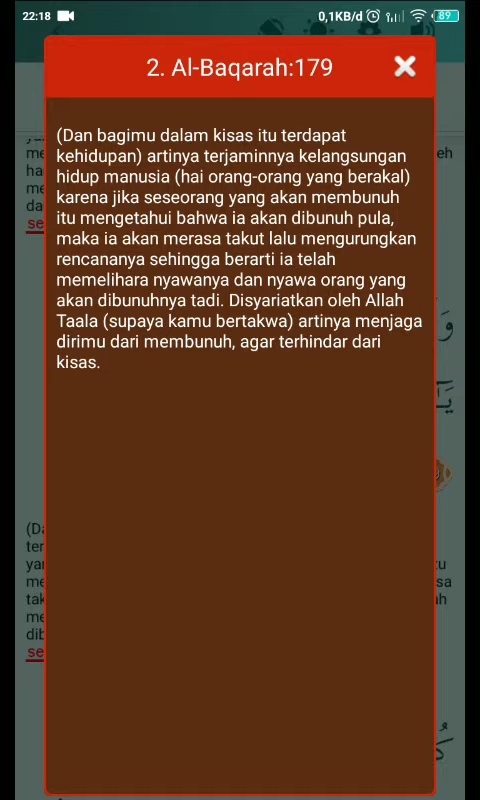 22:18 0,1KB/d 89
2. Al-Baqarah:179
(Dan bagimu dalam kisas itu terdapat
kehidupan) artinya terjaminnya kelangsungan
hidup manusia (hai orang-orang yang berakal)
karena jika seseorang yang akan membunuh
itu mengetahui bahwa ia akan dibunuh pula,
maka ia akan merasa takut lalu mengurungkan
rencananya sehingga berarti ia telah
memelihara nyawanya dan nyawa orang yang
akan dibunuhnya tadi. Disyariatkan oleh Allah
Taala (supaya kamu bertakwa) artinya menjaga
dirimu dari membunuh, agar terhindar dari
kisas.